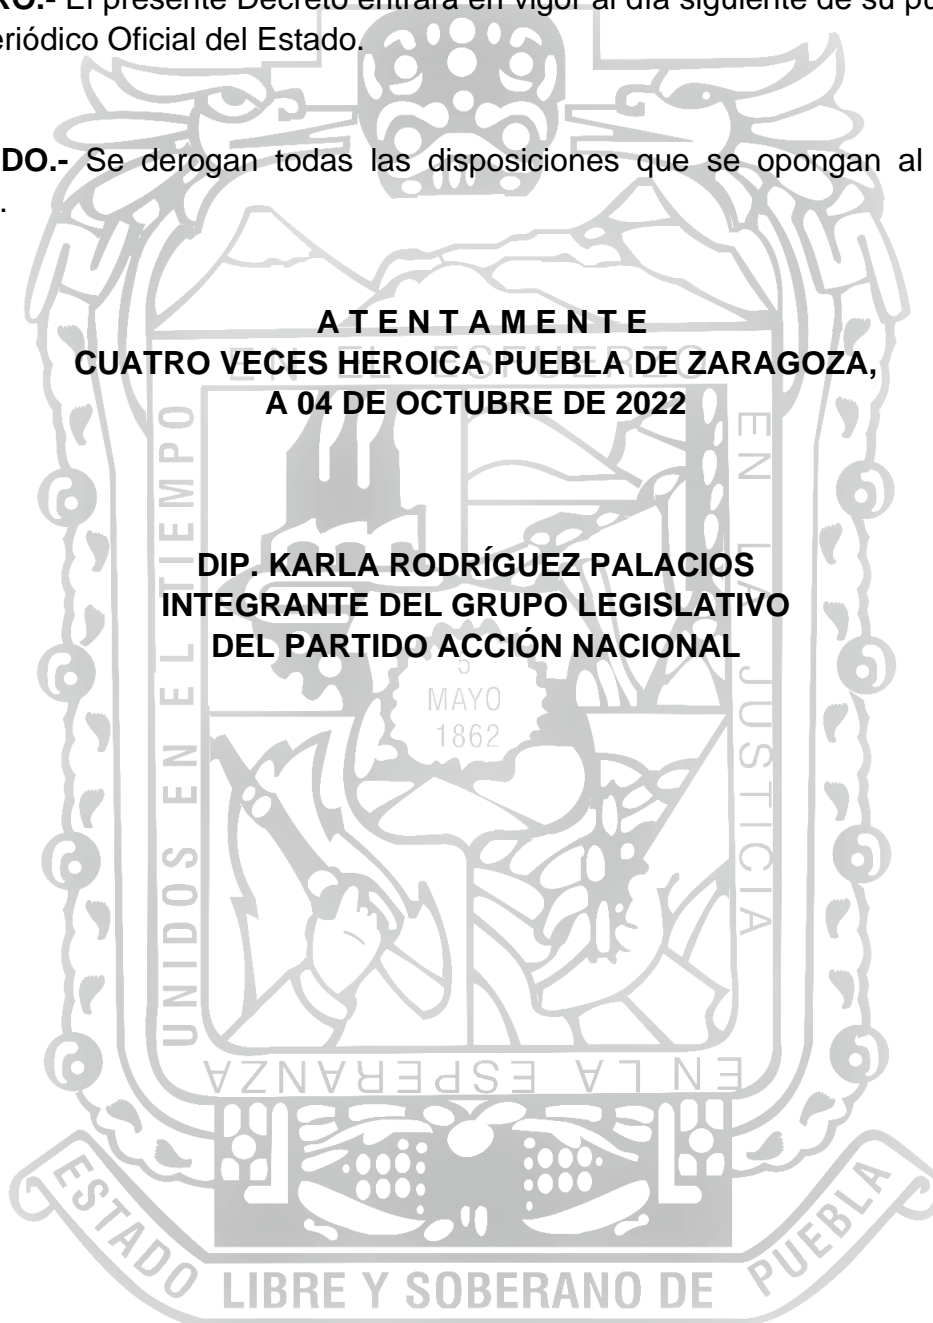 RO.- El presente Decreto entrará en vigor al día siguiente de su pu
eriódico Oficial del Estado.
DO.- Se derogan todas las disposiciones que se opongan al
.
A T E N T A M E N T E
CUATRO VECES HEROICA PUEBLA DE ZARAGOZA,
A 04 DE OCTUBRE DE 2022
DIP. KARLA RODRÍGUEZ PALACIOS
INTEGRANTE DEL GRUPO LEGISLATIVO
DEL PARTIDO ACCIÓN NACIONAL
UNIDOS EN EL TIEMPO
EN EL ESFUERZO
EN LA JUSTICIA
EN LA ESPERANZA
5
MAYO
1862
ESTADO LIBRE Y SOBERANO DE PUEBLA